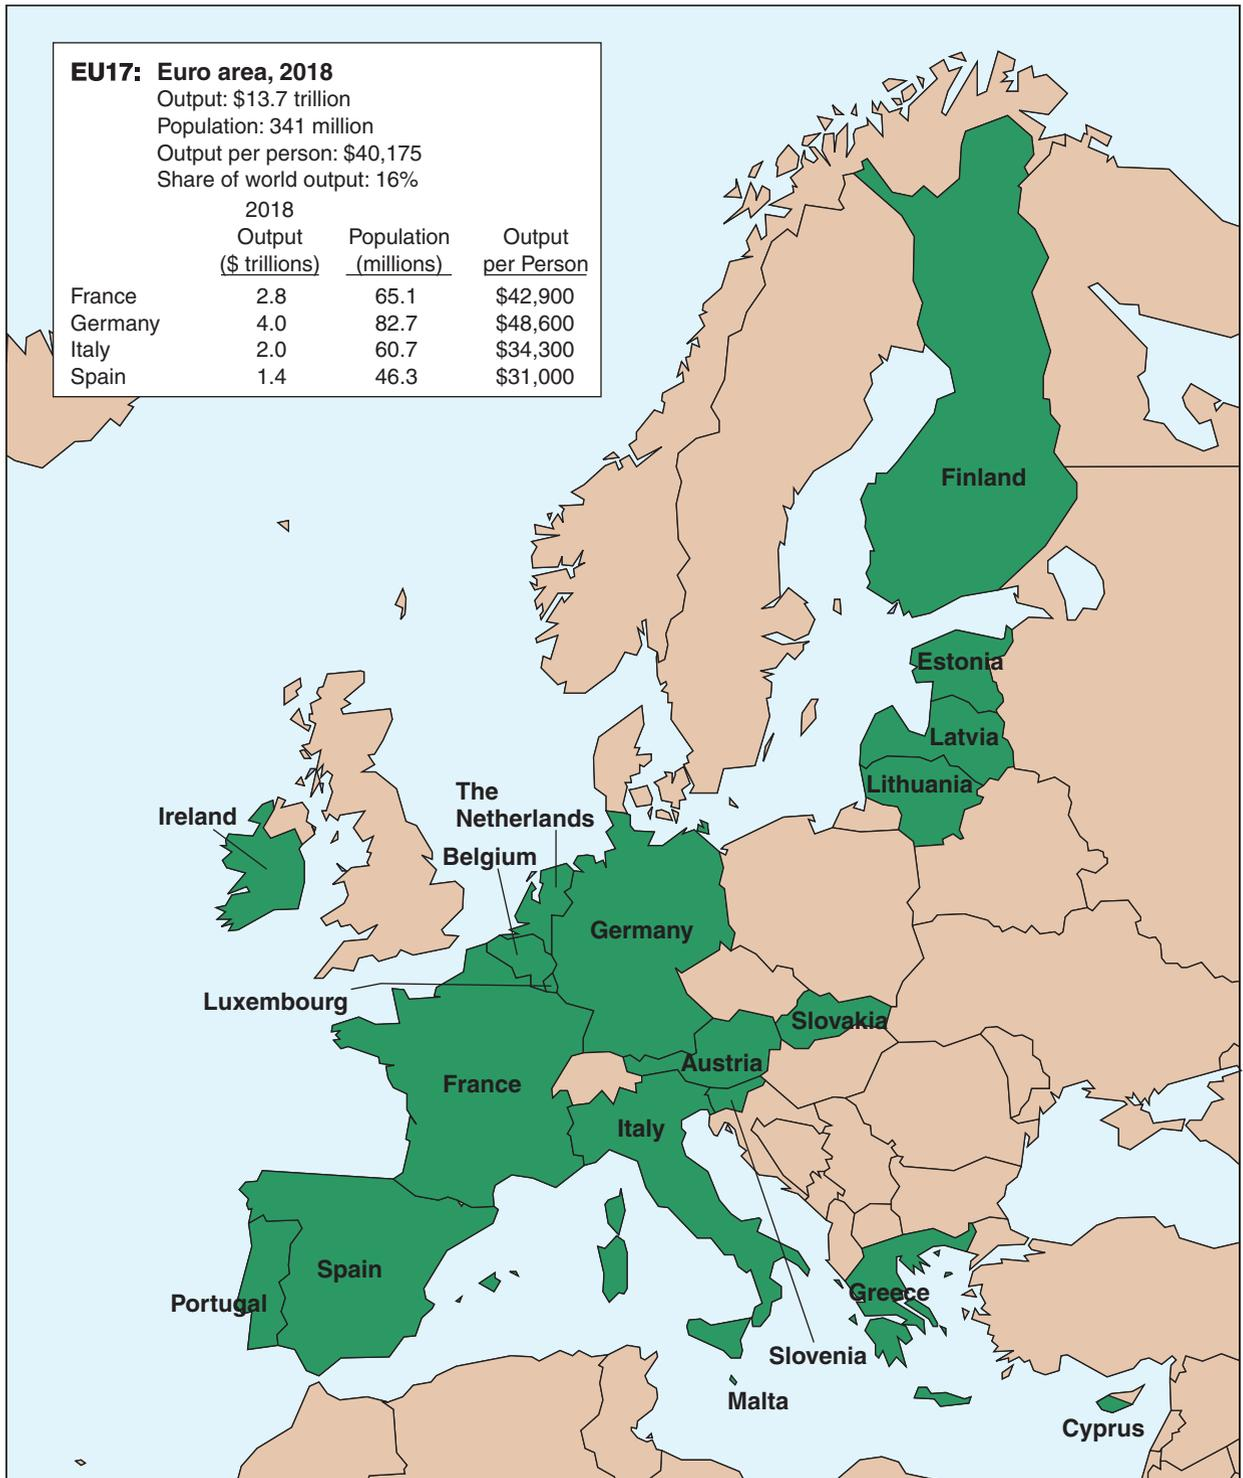 EU17: Euro area, 2018
Output: $13.7 trillion
Population: 341 million
Output per person: $40,175
Share of world output: 16%
2018
Output Population Output
($ trillions) (millions) per Person
France 2.8 65.1 $42,900
Germany 4.0 82.7 $48,600
Italy 2.0 60.7 $34,300
Spain 1.4 46.3 $31,000
Finland
Estonia
Latvia
Lithuania
Ireland
The
Netherlands
Belgium
Germany
Luxembourg
Slovakia
Austria
France
Italy
Spain
Portugal
Greece
Slovenia
Malta
Cyprus